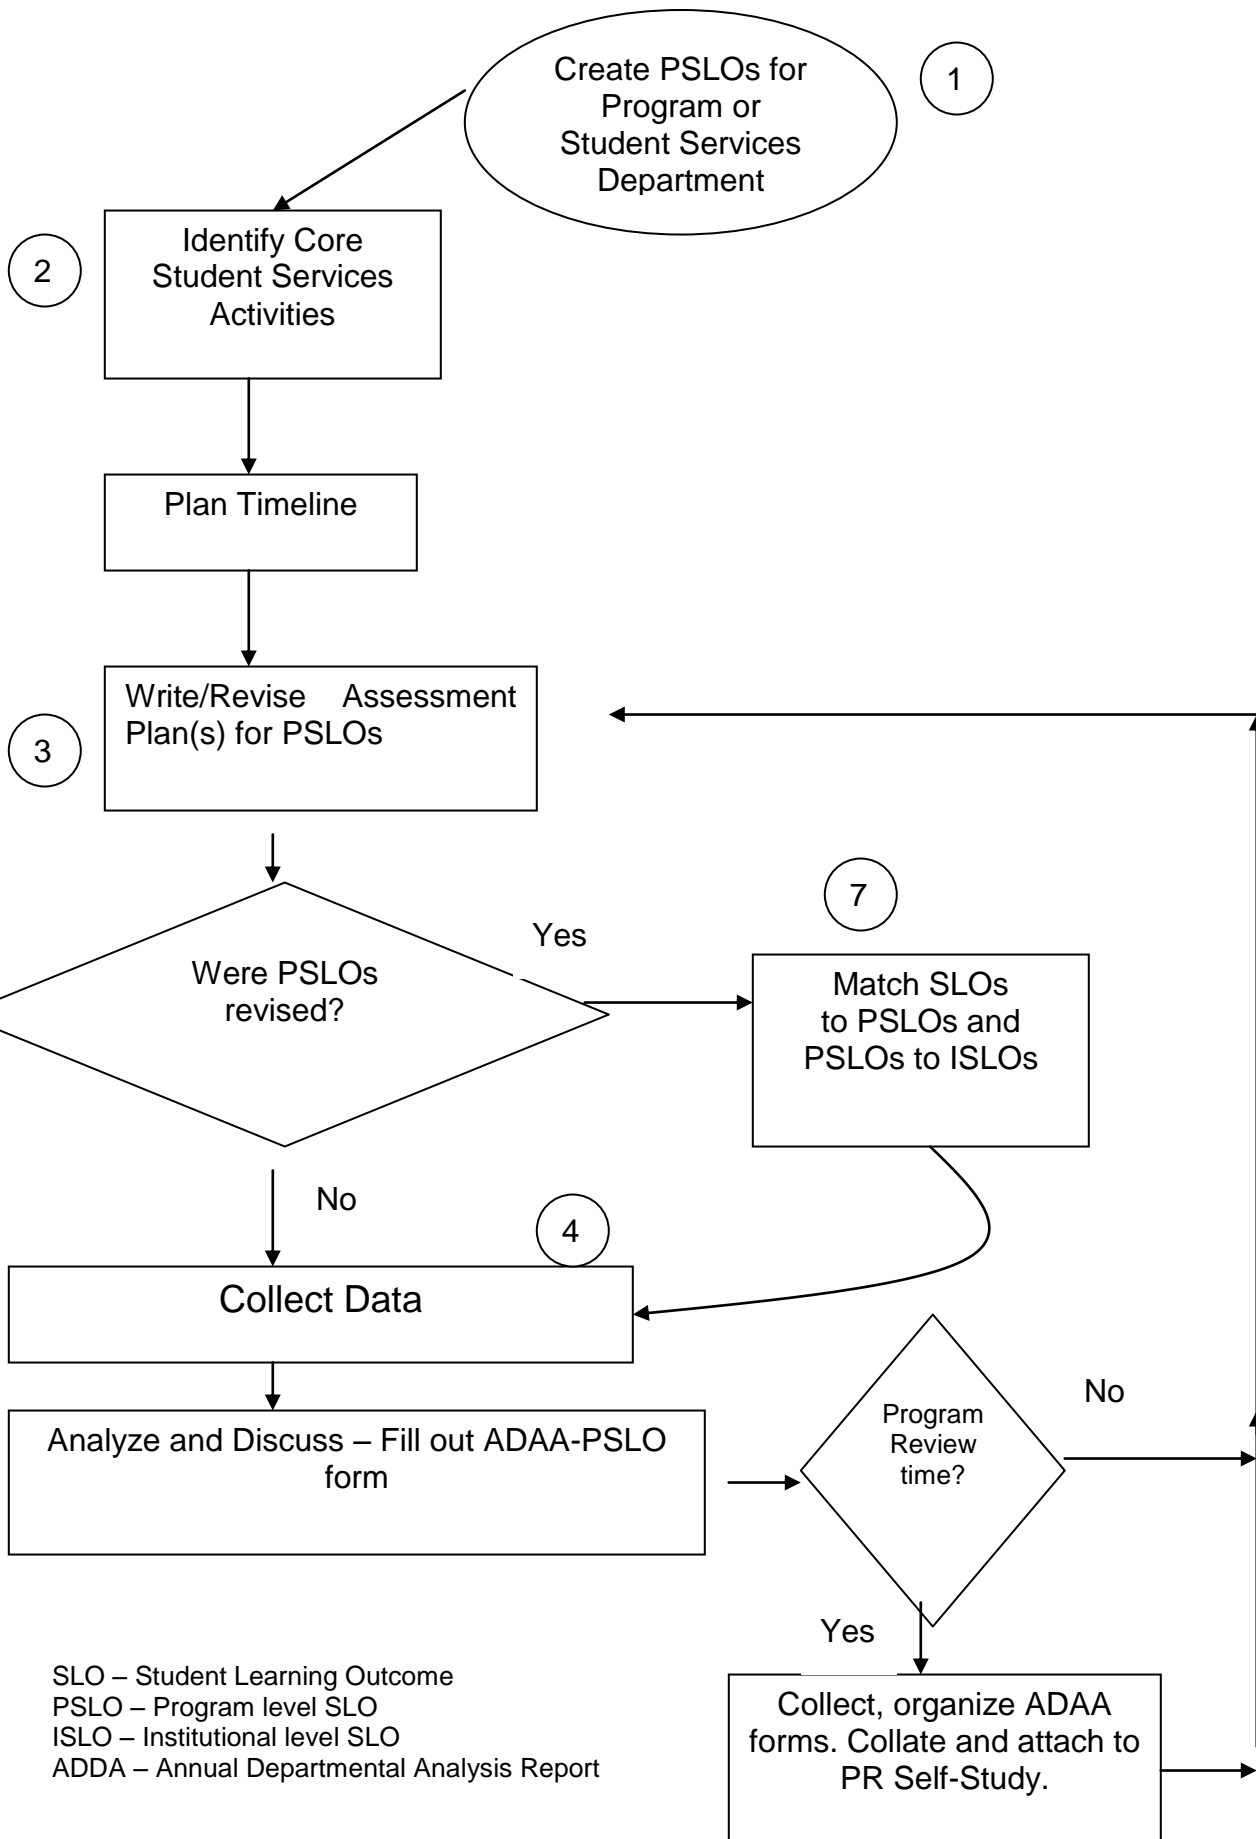 Create PSLOs for
Program or
Student Services
Department
1
2
Identify Core
Student Services
Activities
Plan Timeline
3
Write/Revise Assessment
Plan(s) for PSLOs
7
Yes
Were PSLOs
revised?
Match SLOs
to PSLOs and
PSLOs to ISLOs
No
4
Collect Data
Analyze and Discuss – Fill out ADAA-PSLO
form
Program
Review
time?
No
Yes
Collect, organize ADAA
forms. Collate and attach to
PR Self-Study.
SLO – Student Learning Outcome
PSLO – Program level SLO
ISLO – Institutional level SLO
ADDA – Annual Departmental Analysis Report